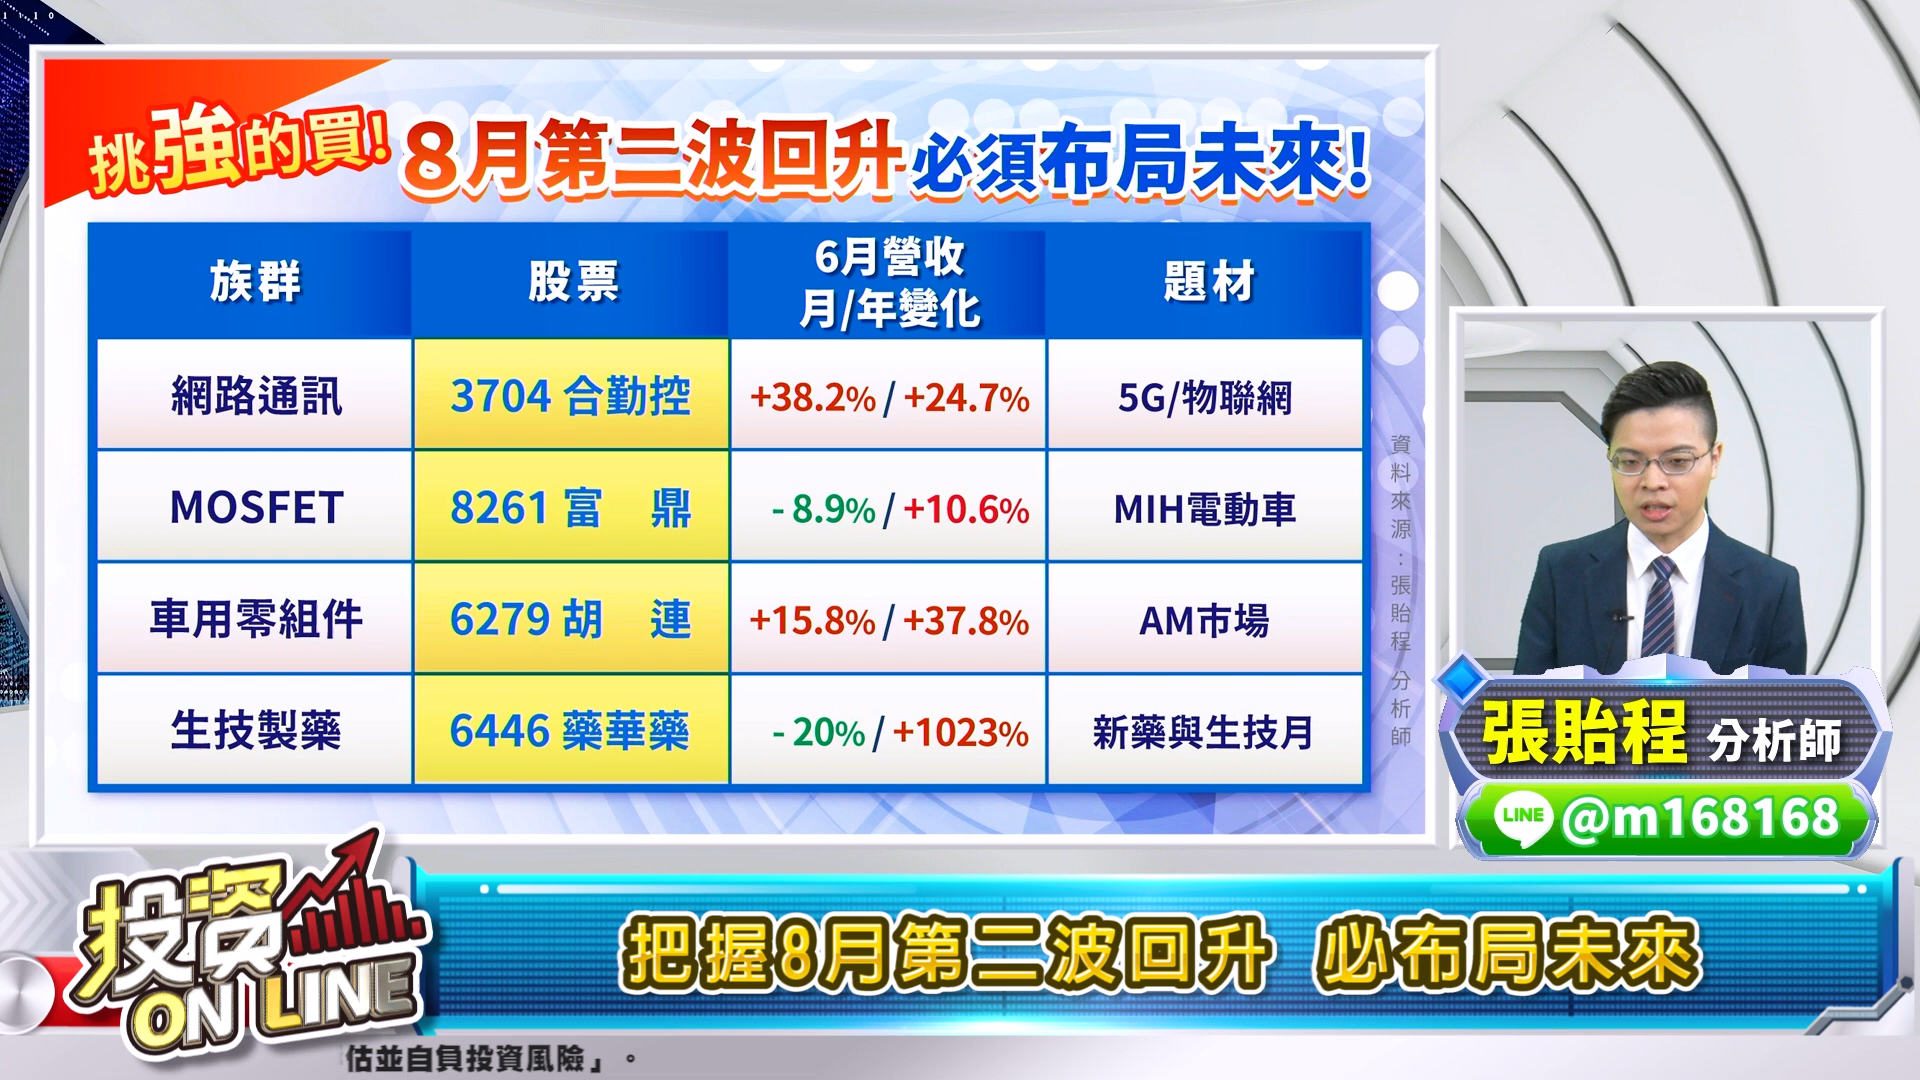 挑強的買! 8月第二波回升 必須布局未來!
族群 股票 6月營收 月/年變化 題材
網路通訊 3704 合勤控 +38.2% / +24.7% 5G/物聯網
MOSFET 8261 富 鼎 - 8.9% / +10.6% MIH電動車
車用零組件 6279 胡 連 +15.8% / +37.8% AM市場
生技製藥 6446 藥華藥 - 20% / +1023% 新藥與生技月
資料來源：張貽程 分析師
張貽程 分析師
LINE @m168168
投資 ON LINE
把握8月第二波回升 必布局未來
估並自負投資風險」。